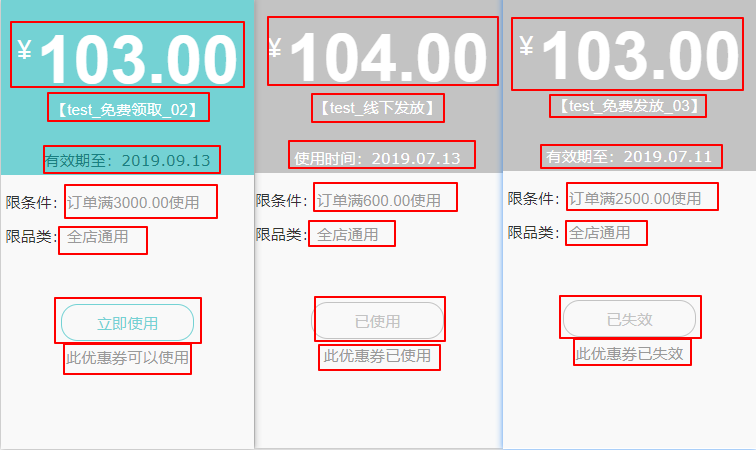 ¥103.00
【test_免费领取_02】
有效期至：2019.09.13
限条件：订单满3000.00使用
限品类：全店通用
立即使用
此优惠券可以使用
¥104.00
【test_线下发放】
使用时间：2019.07.13
限条件：订单满600.00使用
限品类：全店通用
已使用
此优惠券已使用
¥103.00
【test_免费发放_03】
有效期至：2019.07.11
限条件：订单满2500.00使用
限品类：全店通用
已失效
此优惠券已失效